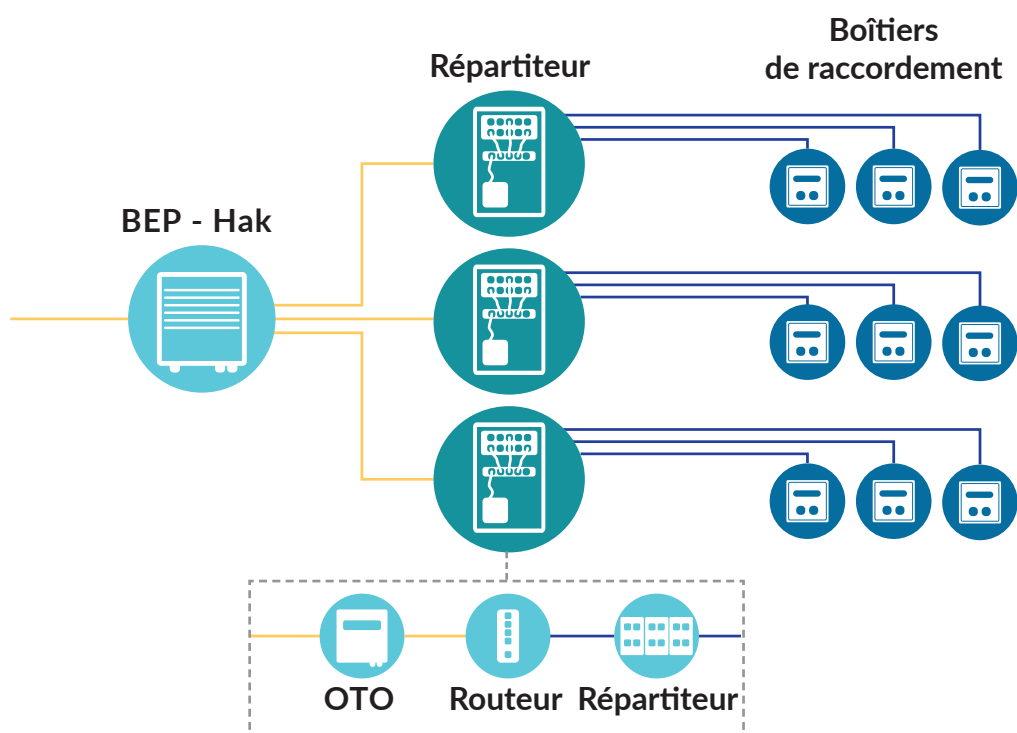 Boîtiers
de raccordement
Répartiteur
BEP - Hak
OTO
Routeur
Répartiteur